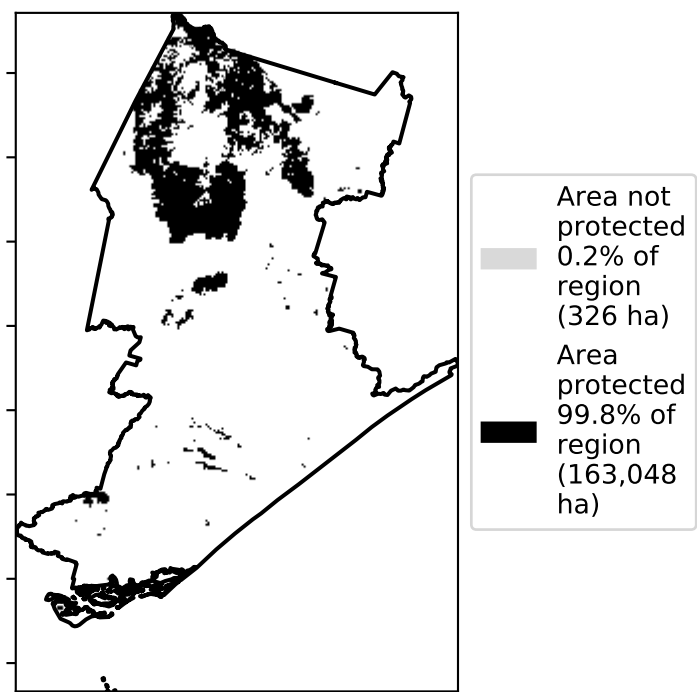 Area not
protected
0.2% of
region
(326 ha)
Area
protected
99.8% of
region
(163,048
ha)